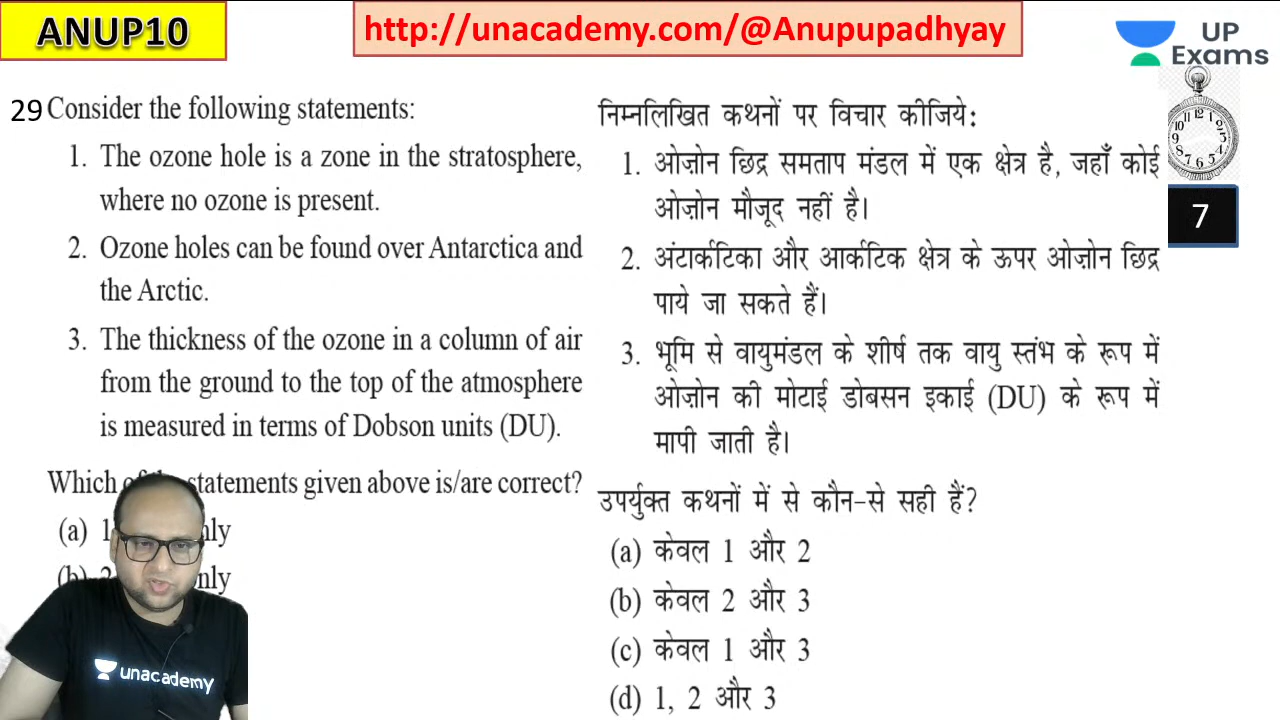 ANUP10
http://unacademy.com/@Anupupadhyay
UP
Exams
29 Consider the following statements:
1. The ozone hole is a zone in the stratosphere,
where no ozone is present.
2. Ozone holes can be found over Antarctica and
the Arctic.
3. The thickness of the ozone in a column of air
from the ground to the top of the atmosphere
is measured in terms of Dobson units (DU).
Which of the statements given above is/are correct?
(a) 1
(b)
निम्नलिखित कथनों पर विचार कीजिये:
1. ओज़ोन छिद्र समताप मंडल में एक क्षेत्र है, जहाँ कोई
ओज़ोन मौजूद नहीं है।
2. अंटार्कटिका और आर्कटिक क्षेत्र के ऊपर ओज़ोन छिद्र
पाये जा सकते हैं।
3. भूमि से वायुमंडल के शीर्ष तक वायु स्तंभ के रूप में
ओज़ोन की मोटाई डोबसन इकाई (DU) के रूप में
मापी जाती है।
उपर्युक्त कथनों में से कौन-से सही हैं?
(a) केवल 1 और 2
(b) केवल 2 और 3
(c) केवल 1 और 3
(d) 1, 2 और 3
7
unacademy